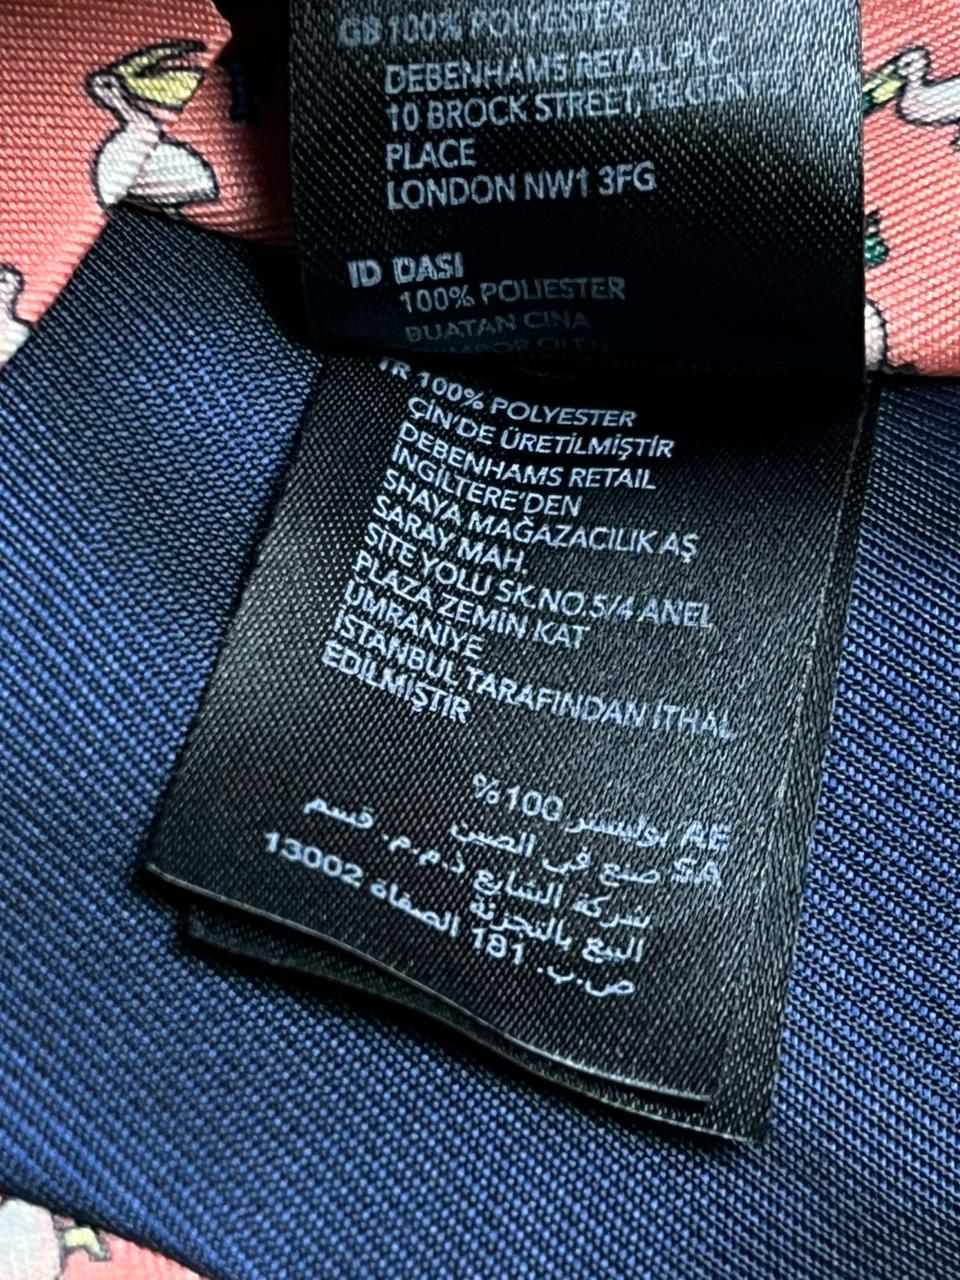 GB 100% POLYESTER
DEBENHAMS RETAIL PLC
10 BROCK STREET, REGENT'S
PLACE
LONDON NW1 3FG
ID DASI
100% POLIESTER
BUATAN CINA
OLEH
TR 100% POLYESTER
ÇİN'DE ÜRETİLMİŞTİR
DEBENHAMS RETAIL
İNGİLTERE'DEN
SHAYA MAĞAZACILIK AŞ
SARAY MAH.
SITE YOLU SK.NO.5/4 ANEL
PLAZA ZEMİN KAT
ÜMRANİYE
İSTANBUL TARAFINDAN İTHAL
EDİLMİŞTİR
AE بوليستر 100%
SA صنع في الصين
شركة الشايع ذ.م.م. قسم
البيع بالتجزئة
ص.ب. 181 الصفاة 13002